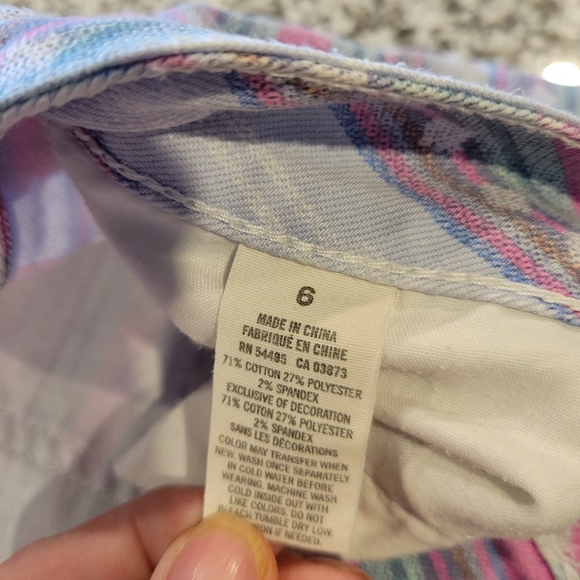 6
MADE IN CHINA
FABRIQUÉ EN CHINE
RN 54485 CA 03873
71% COTTON 27% POLYESTER
2% SPANDEX
EXCLUSIVE OF DECORATION
71% COTON 27% POLYESTER
2% SPANDEX
SANS LES DÉCORATIONS
COLOR MAY TRANSFER WHEN
NEW. WASH ONCE SEPARATELY
IN COLD WATER BEFORE
WEARING. MACHINE WASH
COLD INSIDE OUT WITH
LIKE COLORS. DO NOT
BLEACH. TUMBLE DRY LOW.
IRON IF NEEDED.